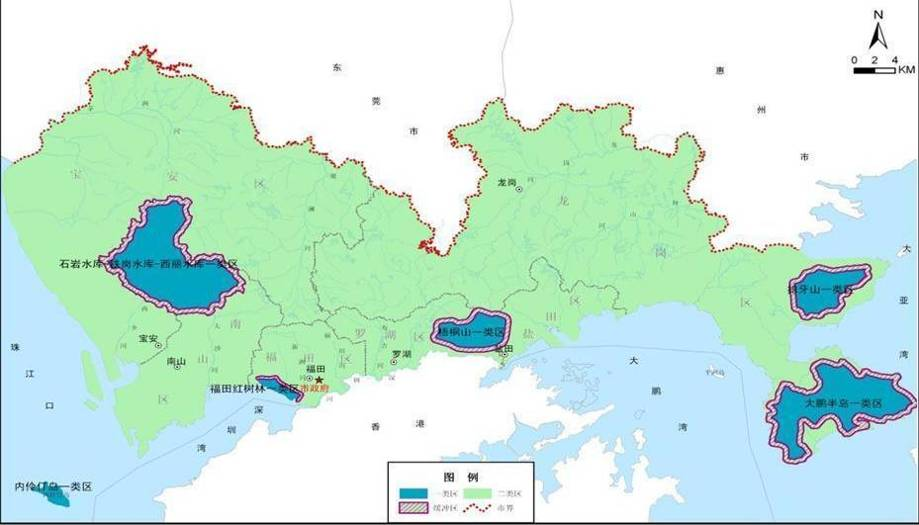 N
0 2 4
KM
东
莞
市
惠
州
市
宝
安
区
龙岗
龙
岗
区
石岩水库-铁岗水库-西丽水库一类区
排牙山一类区
大
亚
湾
梧桐山一类区
盐
田
区
盐田
罗
湖
区
罗湖
宝安
南山
南
山
区
福
田
区
福田
市政府
福田红树林一类区
大鹏半岛一类区
大
鹏
湾
珠
江
口
深
圳
湾
香 港
内伶仃岛一类区
图 例
一类区 二类区
缓冲区 市界